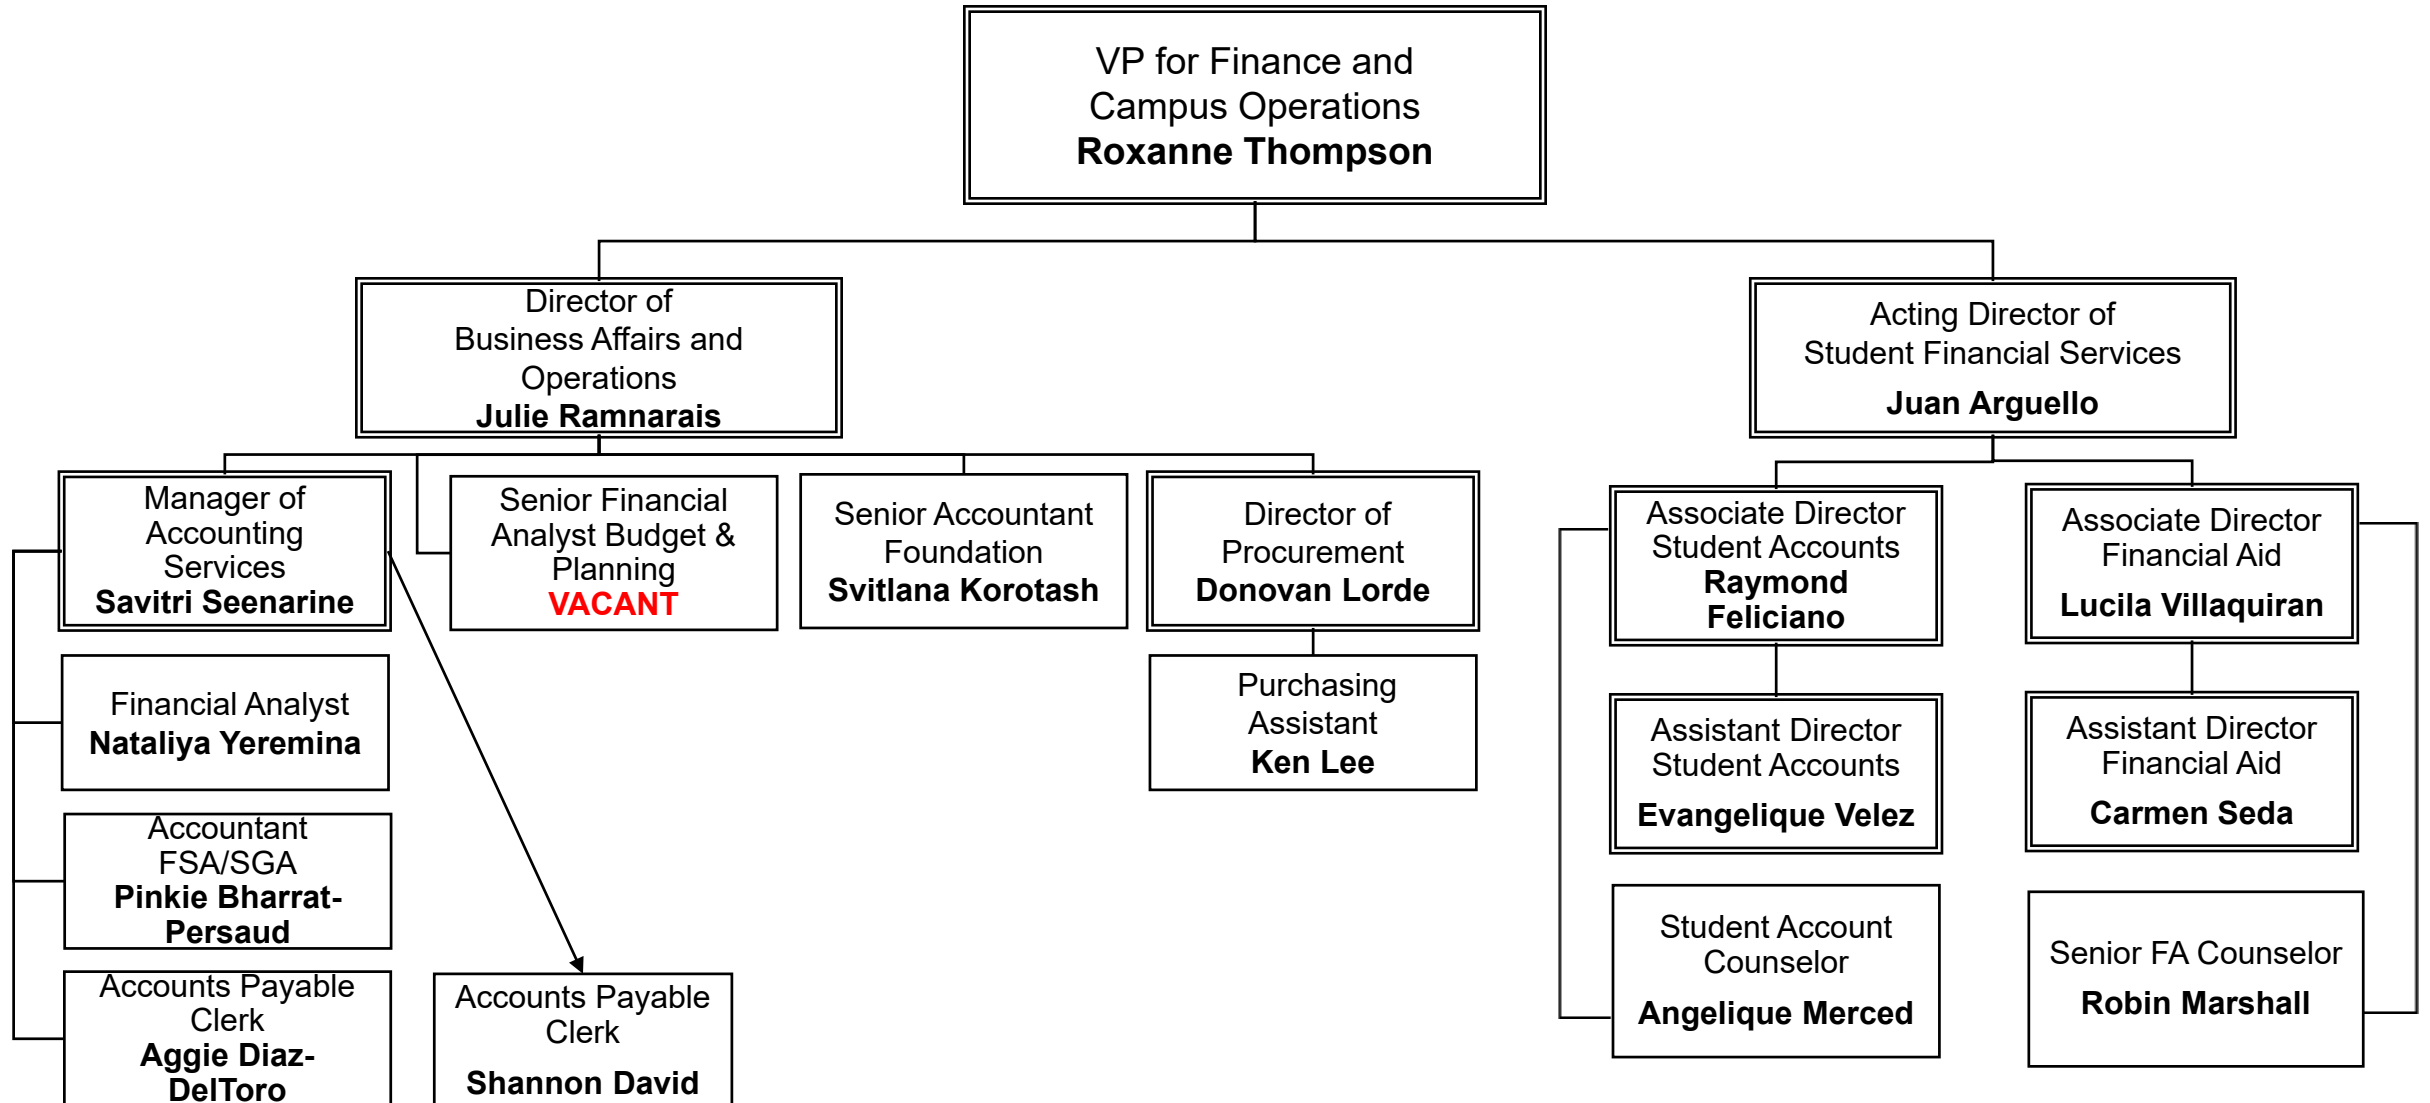 VP for Finance and
Campus Operations
Roxanne Thompson
Director of
Business Affairs and
Operations
Julie Ramnarais
Acting Director of
Student Financial Services
Juan Arguello
Manager of
Accounting
Services
Savitri Seenarine
Senior Financial
Analyst Budget &
Planning
VACANT
Senior Accountant
Foundation
Svitlana Korotash
Director of
Procurement
Donovan Lorde
Associate Director
Student Accounts
Raymond
Feliciano
Associate Director
Financial Aid
Lucila Villaquiran
Financial Analyst
Nataliya Yeremina
Purchasing
Assistant
Ken Lee
Assistant Director
Student Accounts
Evangelique Velez
Assistant Director
Financial Aid
Carmen Seda
Accountant
FSA/SGA
Pinkie Bharrat-
Persaud
Student Account
Counselor
Angelique Merced
Senior FA Counselor
Robin Marshall
Accounts Payable
Clerk
Aggie Diaz-
DelToro
Accounts Payable
Clerk
Shannon David